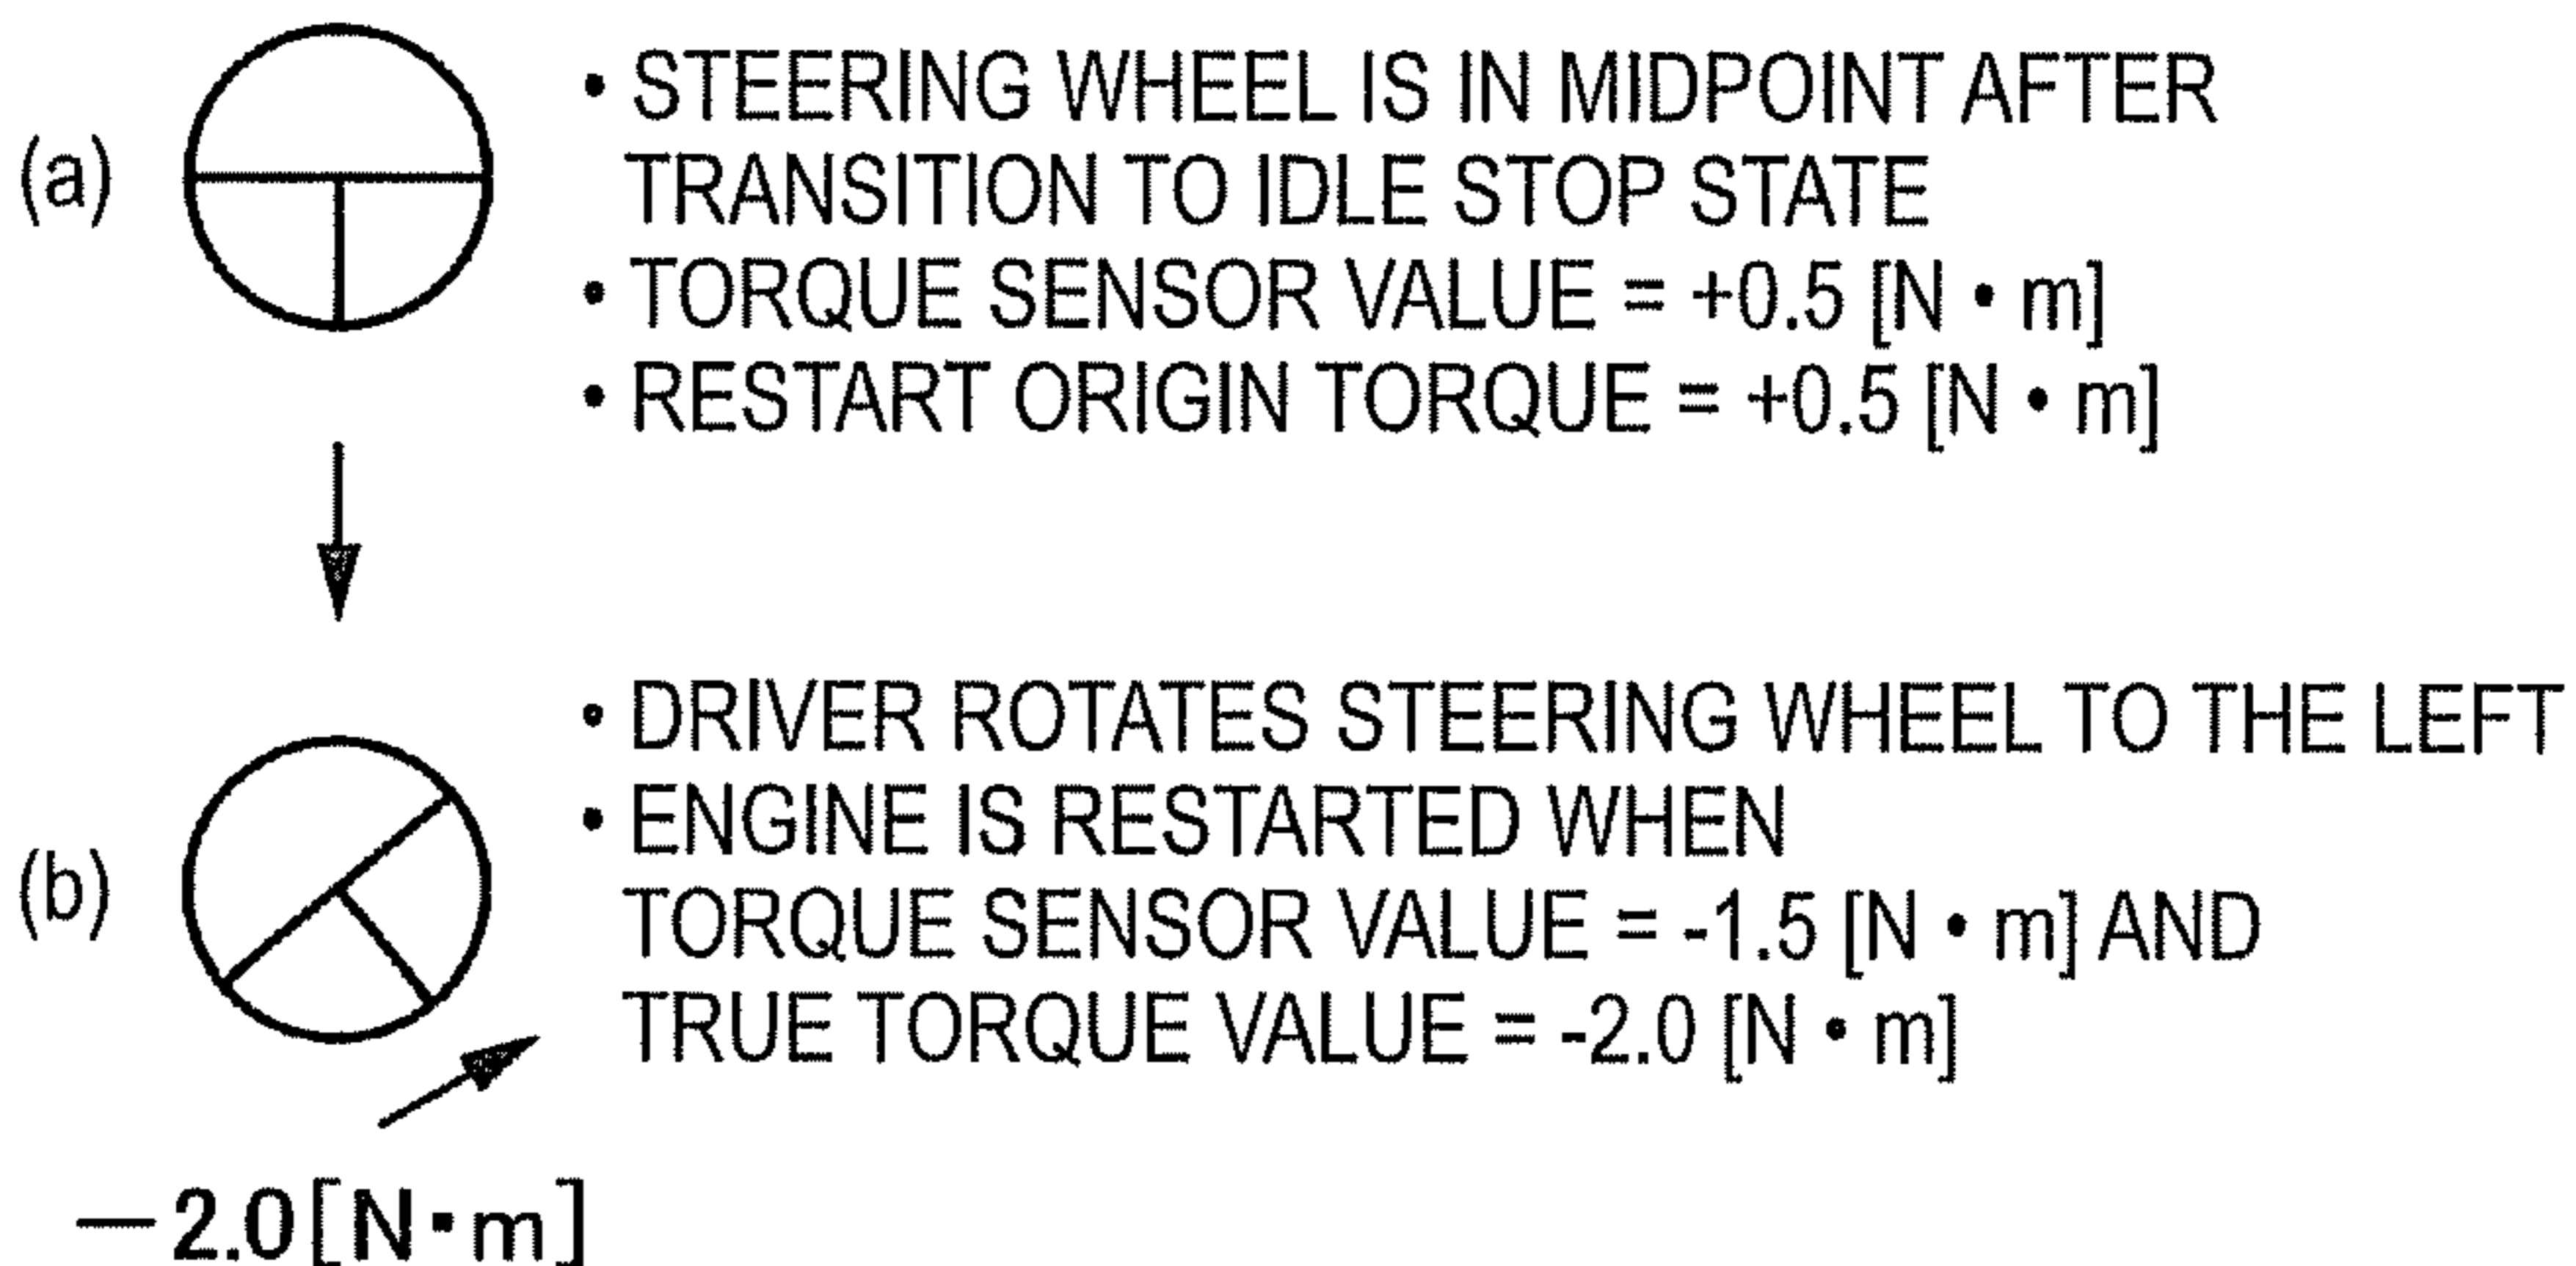 (a)
• STEERING WHEEL IS IN MIDPOINT AFTER
TRANSITION TO IDLE STOP STATE
• TORQUE SENSOR VALUE = +0.5 [N • m]
• RESTART ORIGIN TORQUE = +0.5 [N • m]
(b)
• DRIVER ROTATES STEERING WHEEL TO THE LEFT
• ENGINE IS RESTARTED WHEN
TORQUE SENSOR VALUE = -1.5 [N • m] AND
TRUE TORQUE VALUE = -2.0 [N • m]
—2.0[N▪m]